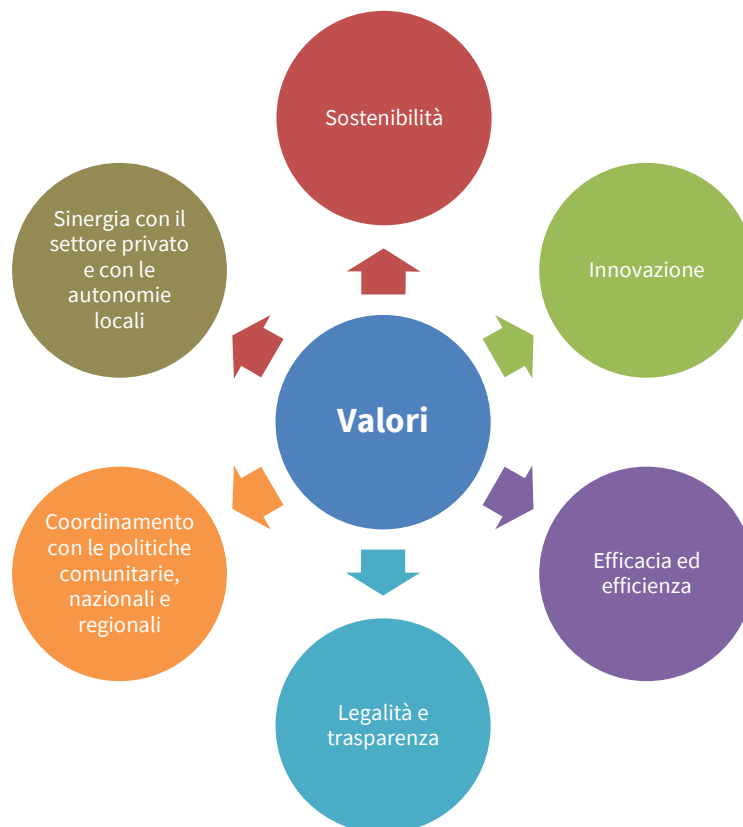 Sostenibilità
Innovazione
Efficacia ed
efficienza
Legalità e
trasparenza
Coordinamento
con le politiche
comunitarie,
nazionali e
regionali
Sinergia con il
settore privato
e con le
autonomie
locali
Valori